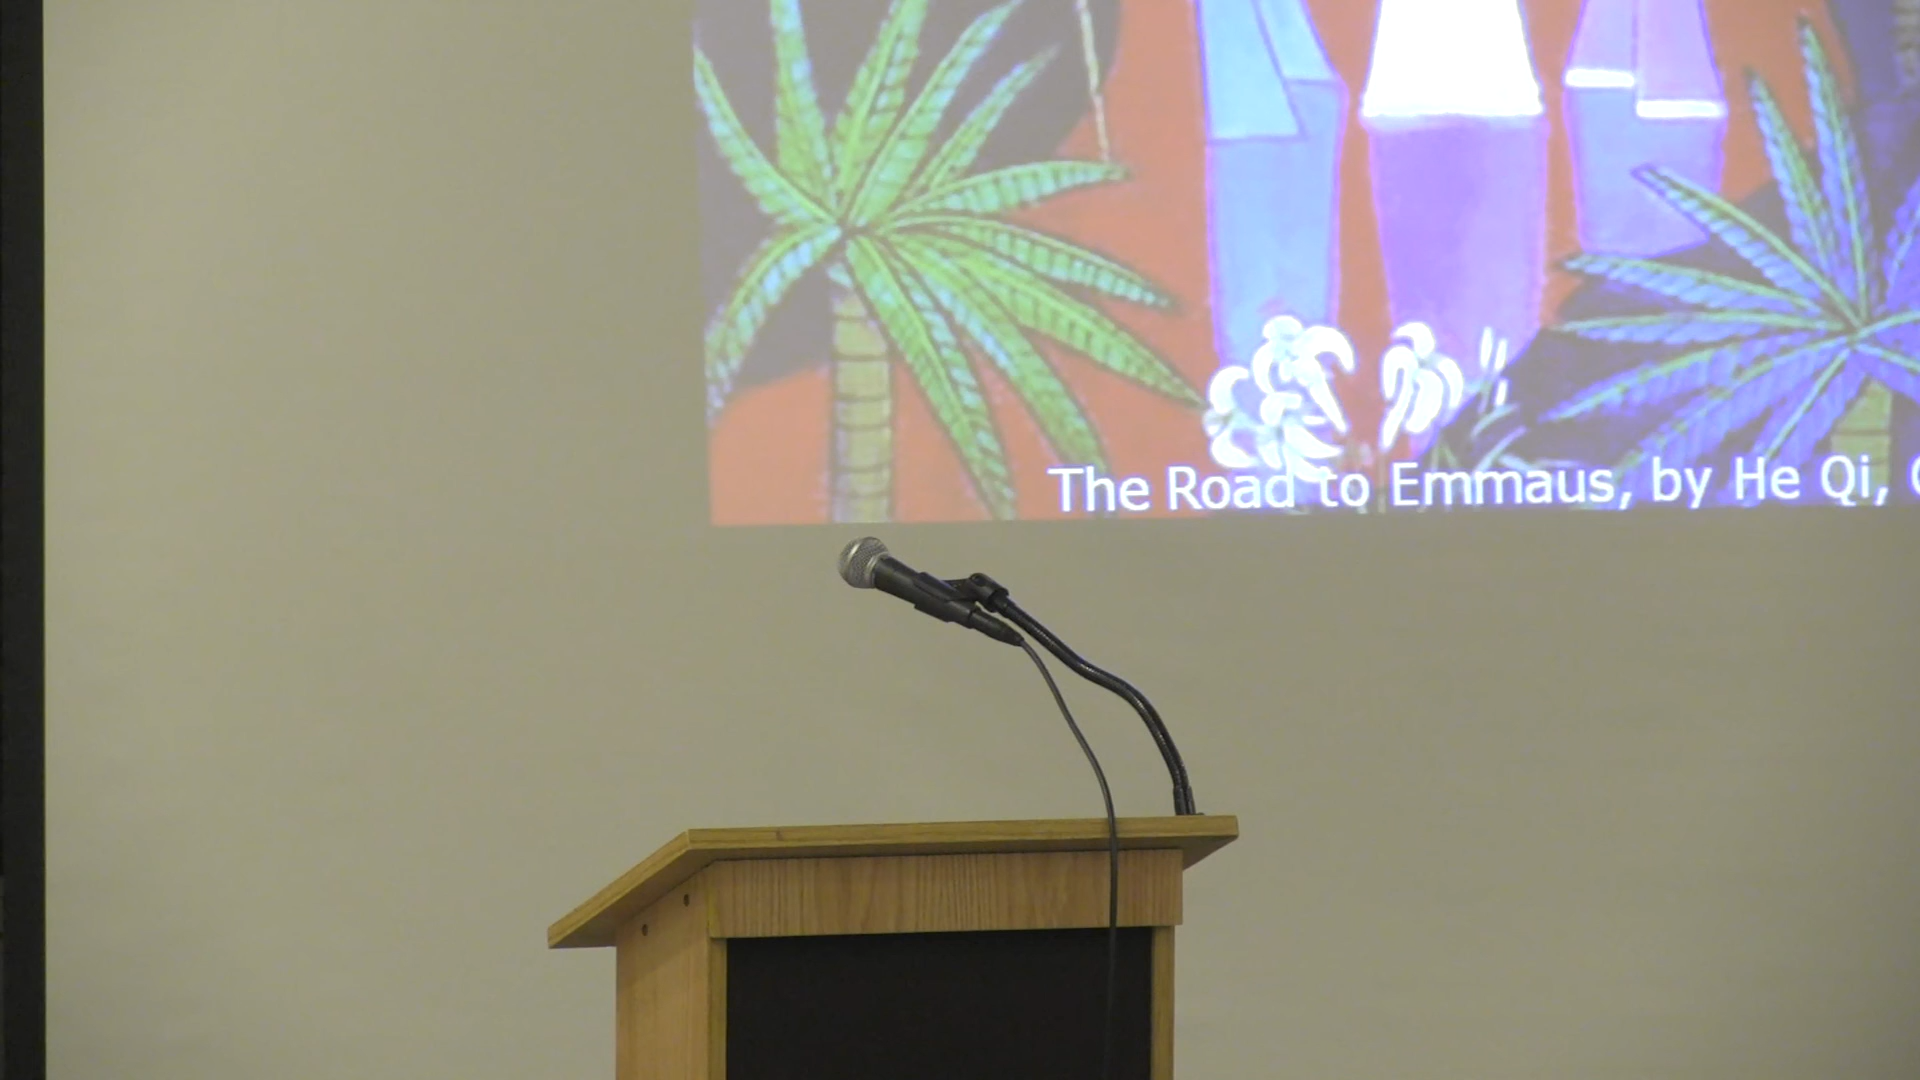 The Road to Emmaus, by He Qi,